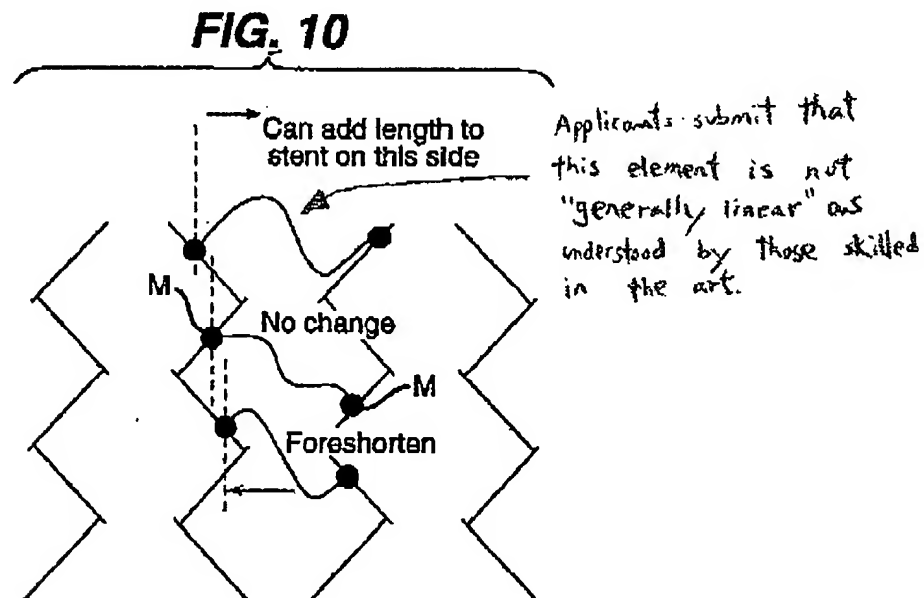 FIG. 10
Can add length to
stent on this side
Applicants submit that
this element is not
"generally linear" as
understood by those skilled
in the art.
M
No change
M
Foreshorten